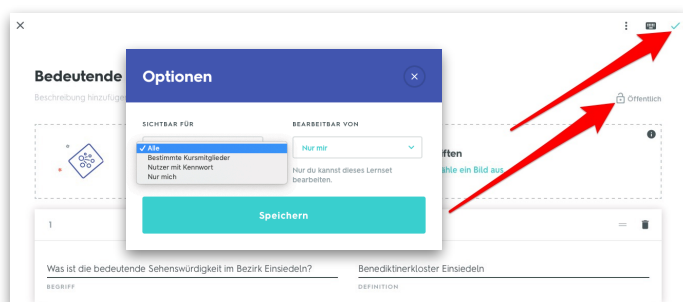 Bedeutende
Optionen
Beschreibung hinzufüge
Öffentlich
SICHTBAR FÜR
BEARBEITBAR VON
Alle
Bestimmte Kursmitglieder
Nutzer mit Kennwort
Nur mich
Nur mir
Nur du kannst dieses Lernset
bearbeiten.
ften
ähle ein Bild aus
Speichern
1
Was ist die bedeutende Sehenswürdigkeit im Bezirk Einsiedeln?
Benediktinerkloster Einsiedeln
BEGRIFF
DEFINITION